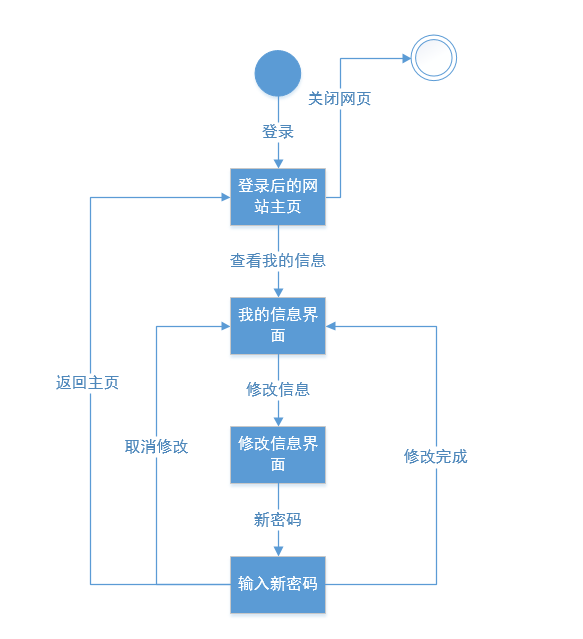 关闭网页
登录
登录后的网
站主页
查看我的信息
我的信息界
面
返回主页
修改信息
取消修改
修改信息界
面
修改完成
新密码
输入新密码